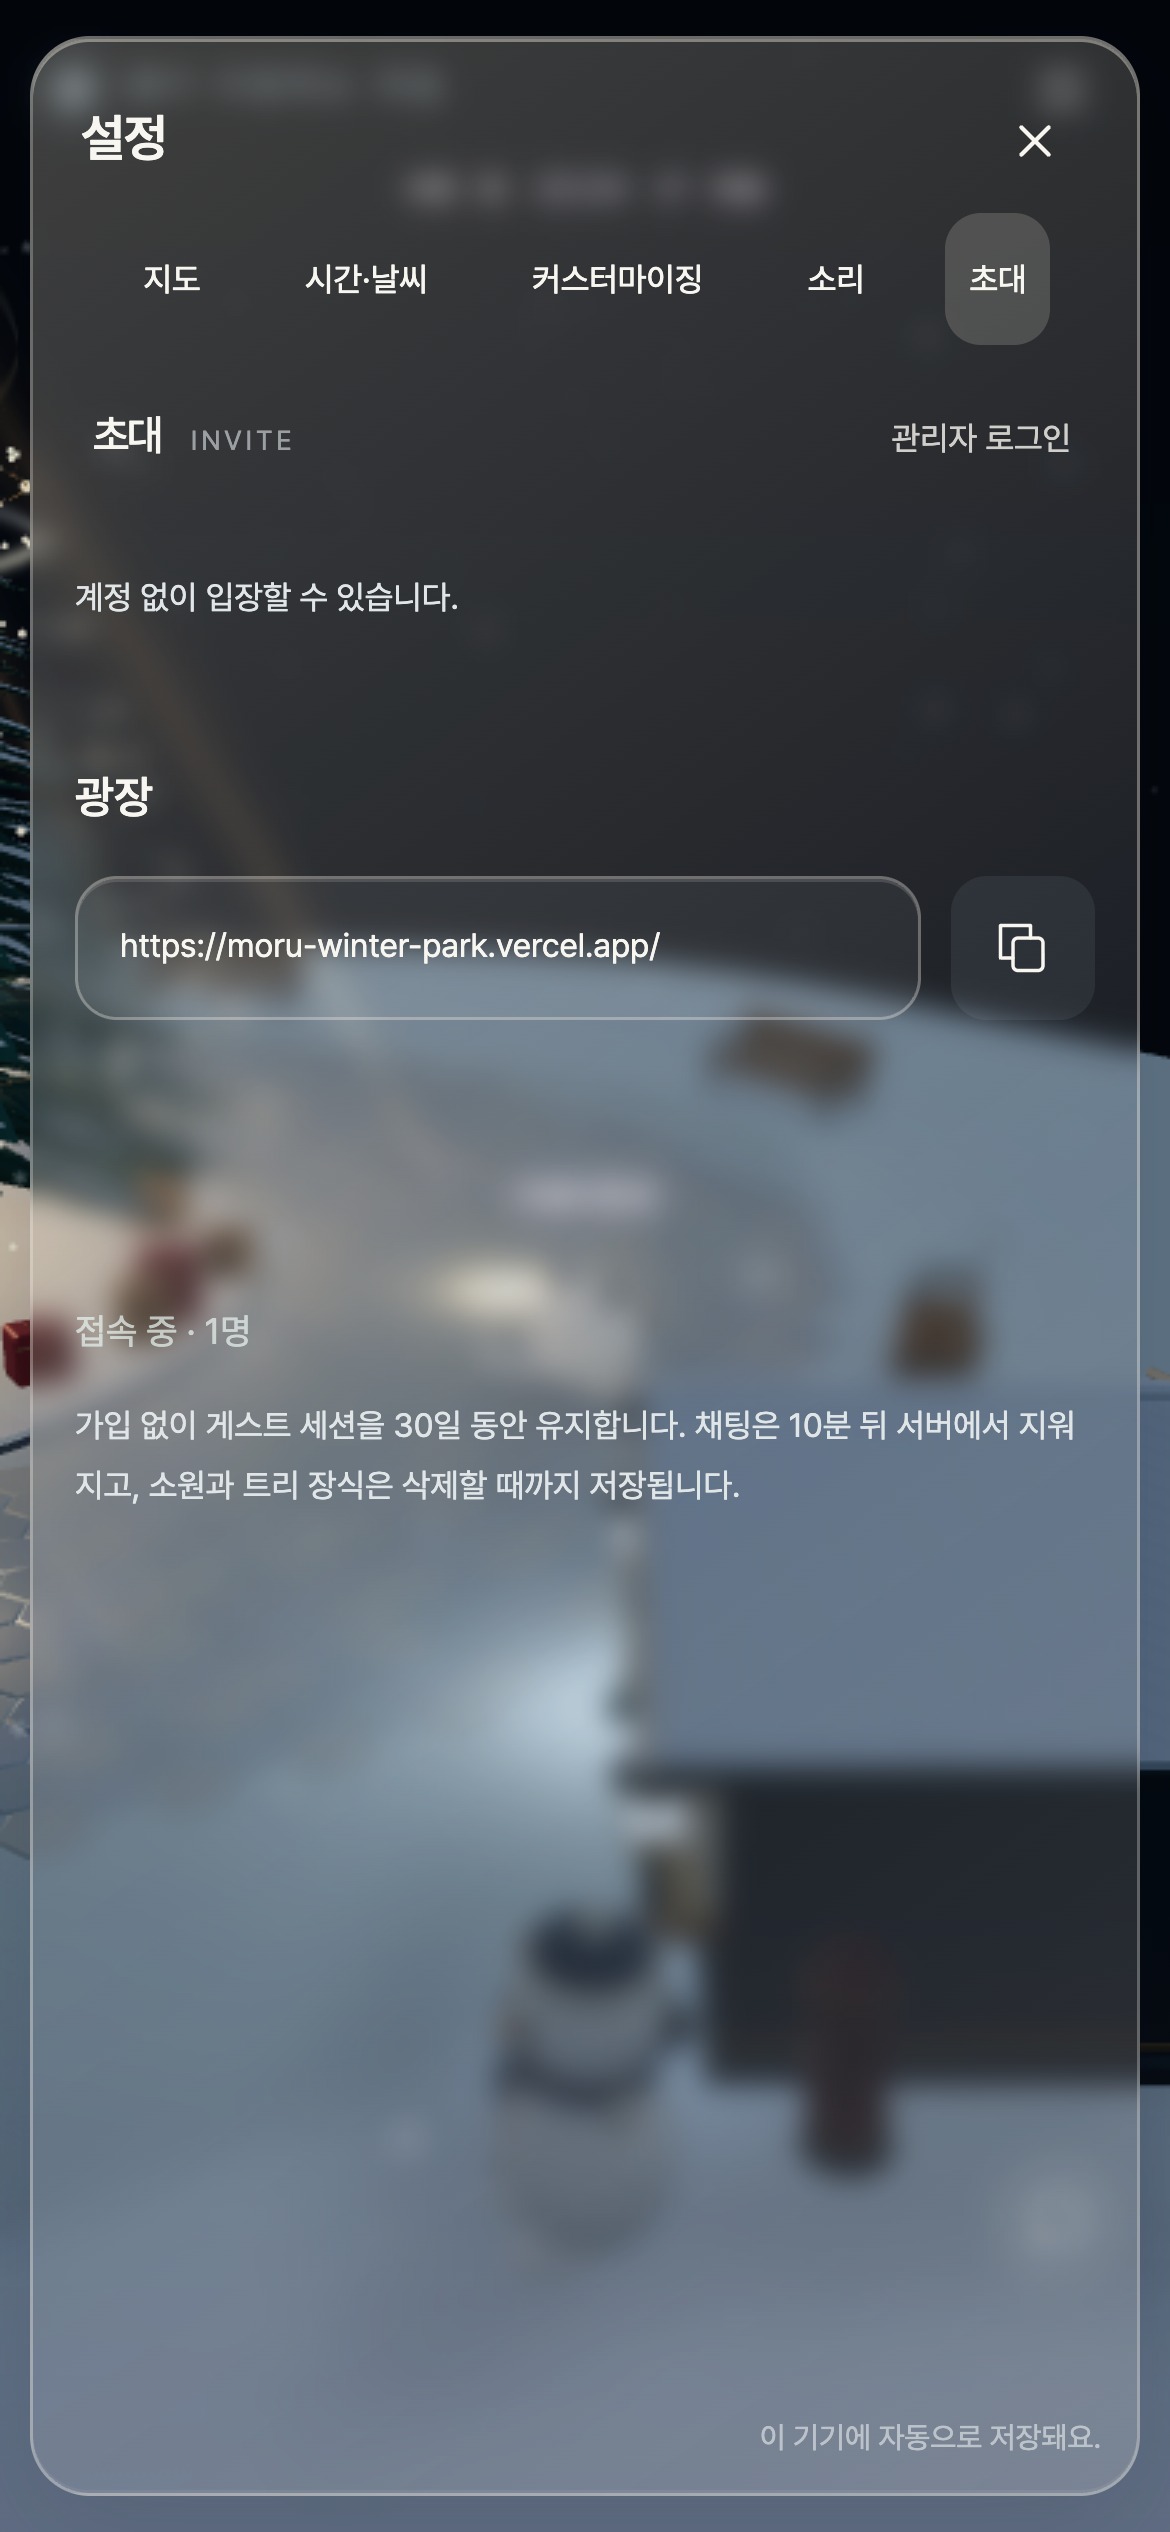 설정
지도 시간·날씨 커스터마이징 소리 초대
초대 INVITE 관리자 로그인
계정 없이 입장할 수 있습니다.
광장
https://moru-winter-park.vercel.app/
접속 중 · 1명
가입 없이 게스트 세션을 30일 동안 유지합니다. 채팅은 10분 뒤 서버에서 지워
지고, 소원과 트리 장식은 삭제할 때까지 저장됩니다.
이 기기에 자동으로 저장돼요.